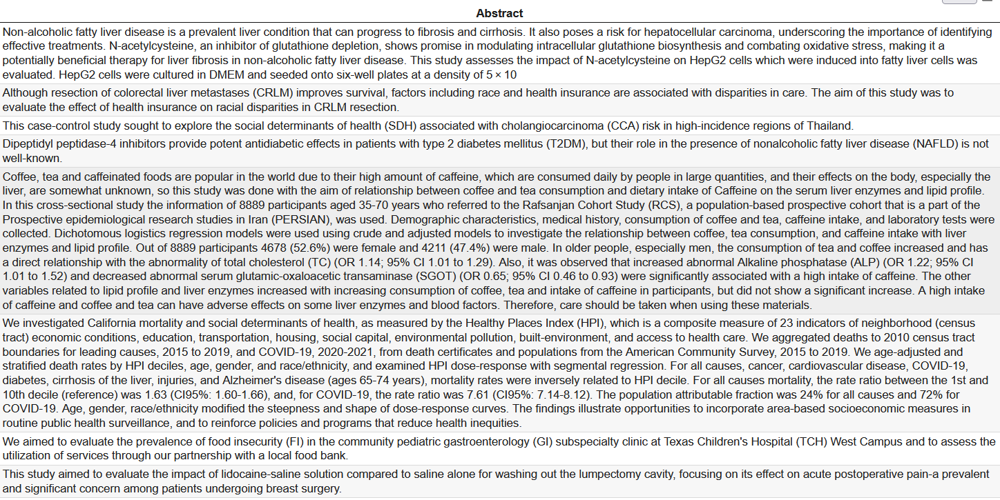 Abstract
Non-alcoholic fatty liver disease is a prevalent liver condition that can progress to fibrosis and cirrhosis. It also poses a risk for hepatocellular carcinoma, underscoring the importance of identifying
effective treatments. N-acetylcysteine, an inhibitor of glutathione depletion, shows promise in modulating intracellular glutathione biosynthesis and combating oxidative stress, making it a
potentially beneficial therapy for liver fibrosis in non-alcoholic fatty liver disease. This study assesses the impact of N-acetylcysteine on HepG2 cells which were induced into fatty liver cells was
evaluated. HepG2 cells were cultured in DMEM and seeded onto six-well plates at a density of 5 × 10
Although resection of colorectal liver metastases (CRLM) improves survival, factors including race and health insurance are associated with disparities in care. The aim of this study was to
evaluate the effect of health insurance on racial disparities in CRLM resection.
This case-control study sought to explore the social determinants of health (SDH) associated with cholangiocarcinoma (CCA) risk in high-incidence regions of Thailand.
Dipeptidyl peptidase-4 inhibitors provide potent antidiabetic effects in patients with type 2 diabetes mellitus (T2DM), but their role in the presence of nonalcoholic fatty liver disease (NAFLD) is not
well-known.
Coffee, tea and caffeinated foods are popular in the world due to their high amount of caffeine, which are consumed daily by people in large quantities, and their effects on the body, especially the
liver, are somewhat unknown, so this study was done with the aim of relationship between coffee and tea consumption and dietary intake of Caffeine on the serum liver enzymes and lipid profile.
In this cross-sectional study the information of 8889 participants aged 35-70 years who referred to the Rafsanjan Cohort Study (RCS), a population-based prospective cohort that is a part of the
Prospective epidemiological research studies in Iran (PERSIAN), was used. Demographic characteristics, medical history, consumption of coffee and tea, caffeine intake, and laboratory tests were
collected. Dichotomous logistics regression models were used using crude and adjusted models to investigate the relationship between coffee, tea consumption, and caffeine intake with liver
enzymes and lipid profile. Out of 8889 participants 4678 (52.6%) were female and 4211 (47.4%) were male. In older people, especially men, the consumption of tea and coffee increased and has
a direct relationship with the abnormality of total cholesterol (TC) (OR 1.14; 95% CI 1.01 to 1.29). Also, it was observed that increased abnormal Alkaline phosphatase (ALP) (OR 1.22; 95% CI
1.01 to 1.52) and decreased abnormal serum glutamic-oxaloacetic transaminase (SGOT) (OR 0.65; 95% CI 0.46 to 0.93) were significantly associated with a high intake of caffeine. The other
variables related to lipid profile and liver enzymes increased with increasing consumption of coffee, tea and intake of caffeine in participants, but did not show a significant increase. A high intake
of caffeine and coffee and tea can have adverse effects on some liver enzymes and blood factors. Therefore, care should be taken when using these materials.
We investigated California mortality and social determinants of health, as measured by the Healthy Places Index (HPI), which is a composite measure of 23 indicators of neighborhood (census
tract) economic conditions, education, transportation, housing, social capital, environmental pollution, built-environment, and access to health care. We aggregated deaths to 2010 census tract
boundaries for leading causes, 2015 to 2019, and COVID-19, 2020-2021, from death certificates and populations from the American Community Survey, 2015 to 2019. We age-adjusted and
stratified death rates by HPI deciles, age, gender, and race/ethnicity, and examined HPI dose-response with segmental regression. For all causes, cancer, cardiovascular disease, COVID-19,
diabetes, cirrhosis of the liver, injuries, and Alzheimer's disease (ages 65-74 years), mortality rates were inversely related to HPI decile. For all causes mortality, the rate ratio between the 1st and
10th decile (reference) was 1.63 (CI95%: 1.60-1.66), and, for COVID-19, the rate ratio was 7.61 (CI95%: 7.14-8.12). The population attributable fraction was 24% for all causes and 72% for
COVID-19. Age, gender, race/ethnicity modified the steepness and shape of dose-response curves. The findings illustrate opportunities to incorporate area-based socioeconomic measures in
routine public health surveillance, and to reinforce policies and programs that reduce health inequities.
We aimed to evaluate the prevalence of food insecurity (FI) in the community pediatric gastroenterology (GI) subspecialty clinic at Texas Children's Hospital (TCH) West Campus and to assess the
utilization of services through our partnership with a local food bank.
This study aimed to evaluate the impact of lidocaine-saline solution compared to saline alone for washing out the lumpectomy cavity, focusing on its effect on acute postoperative pain-a prevalent
and significant concern among patients undergoing breast surgery.